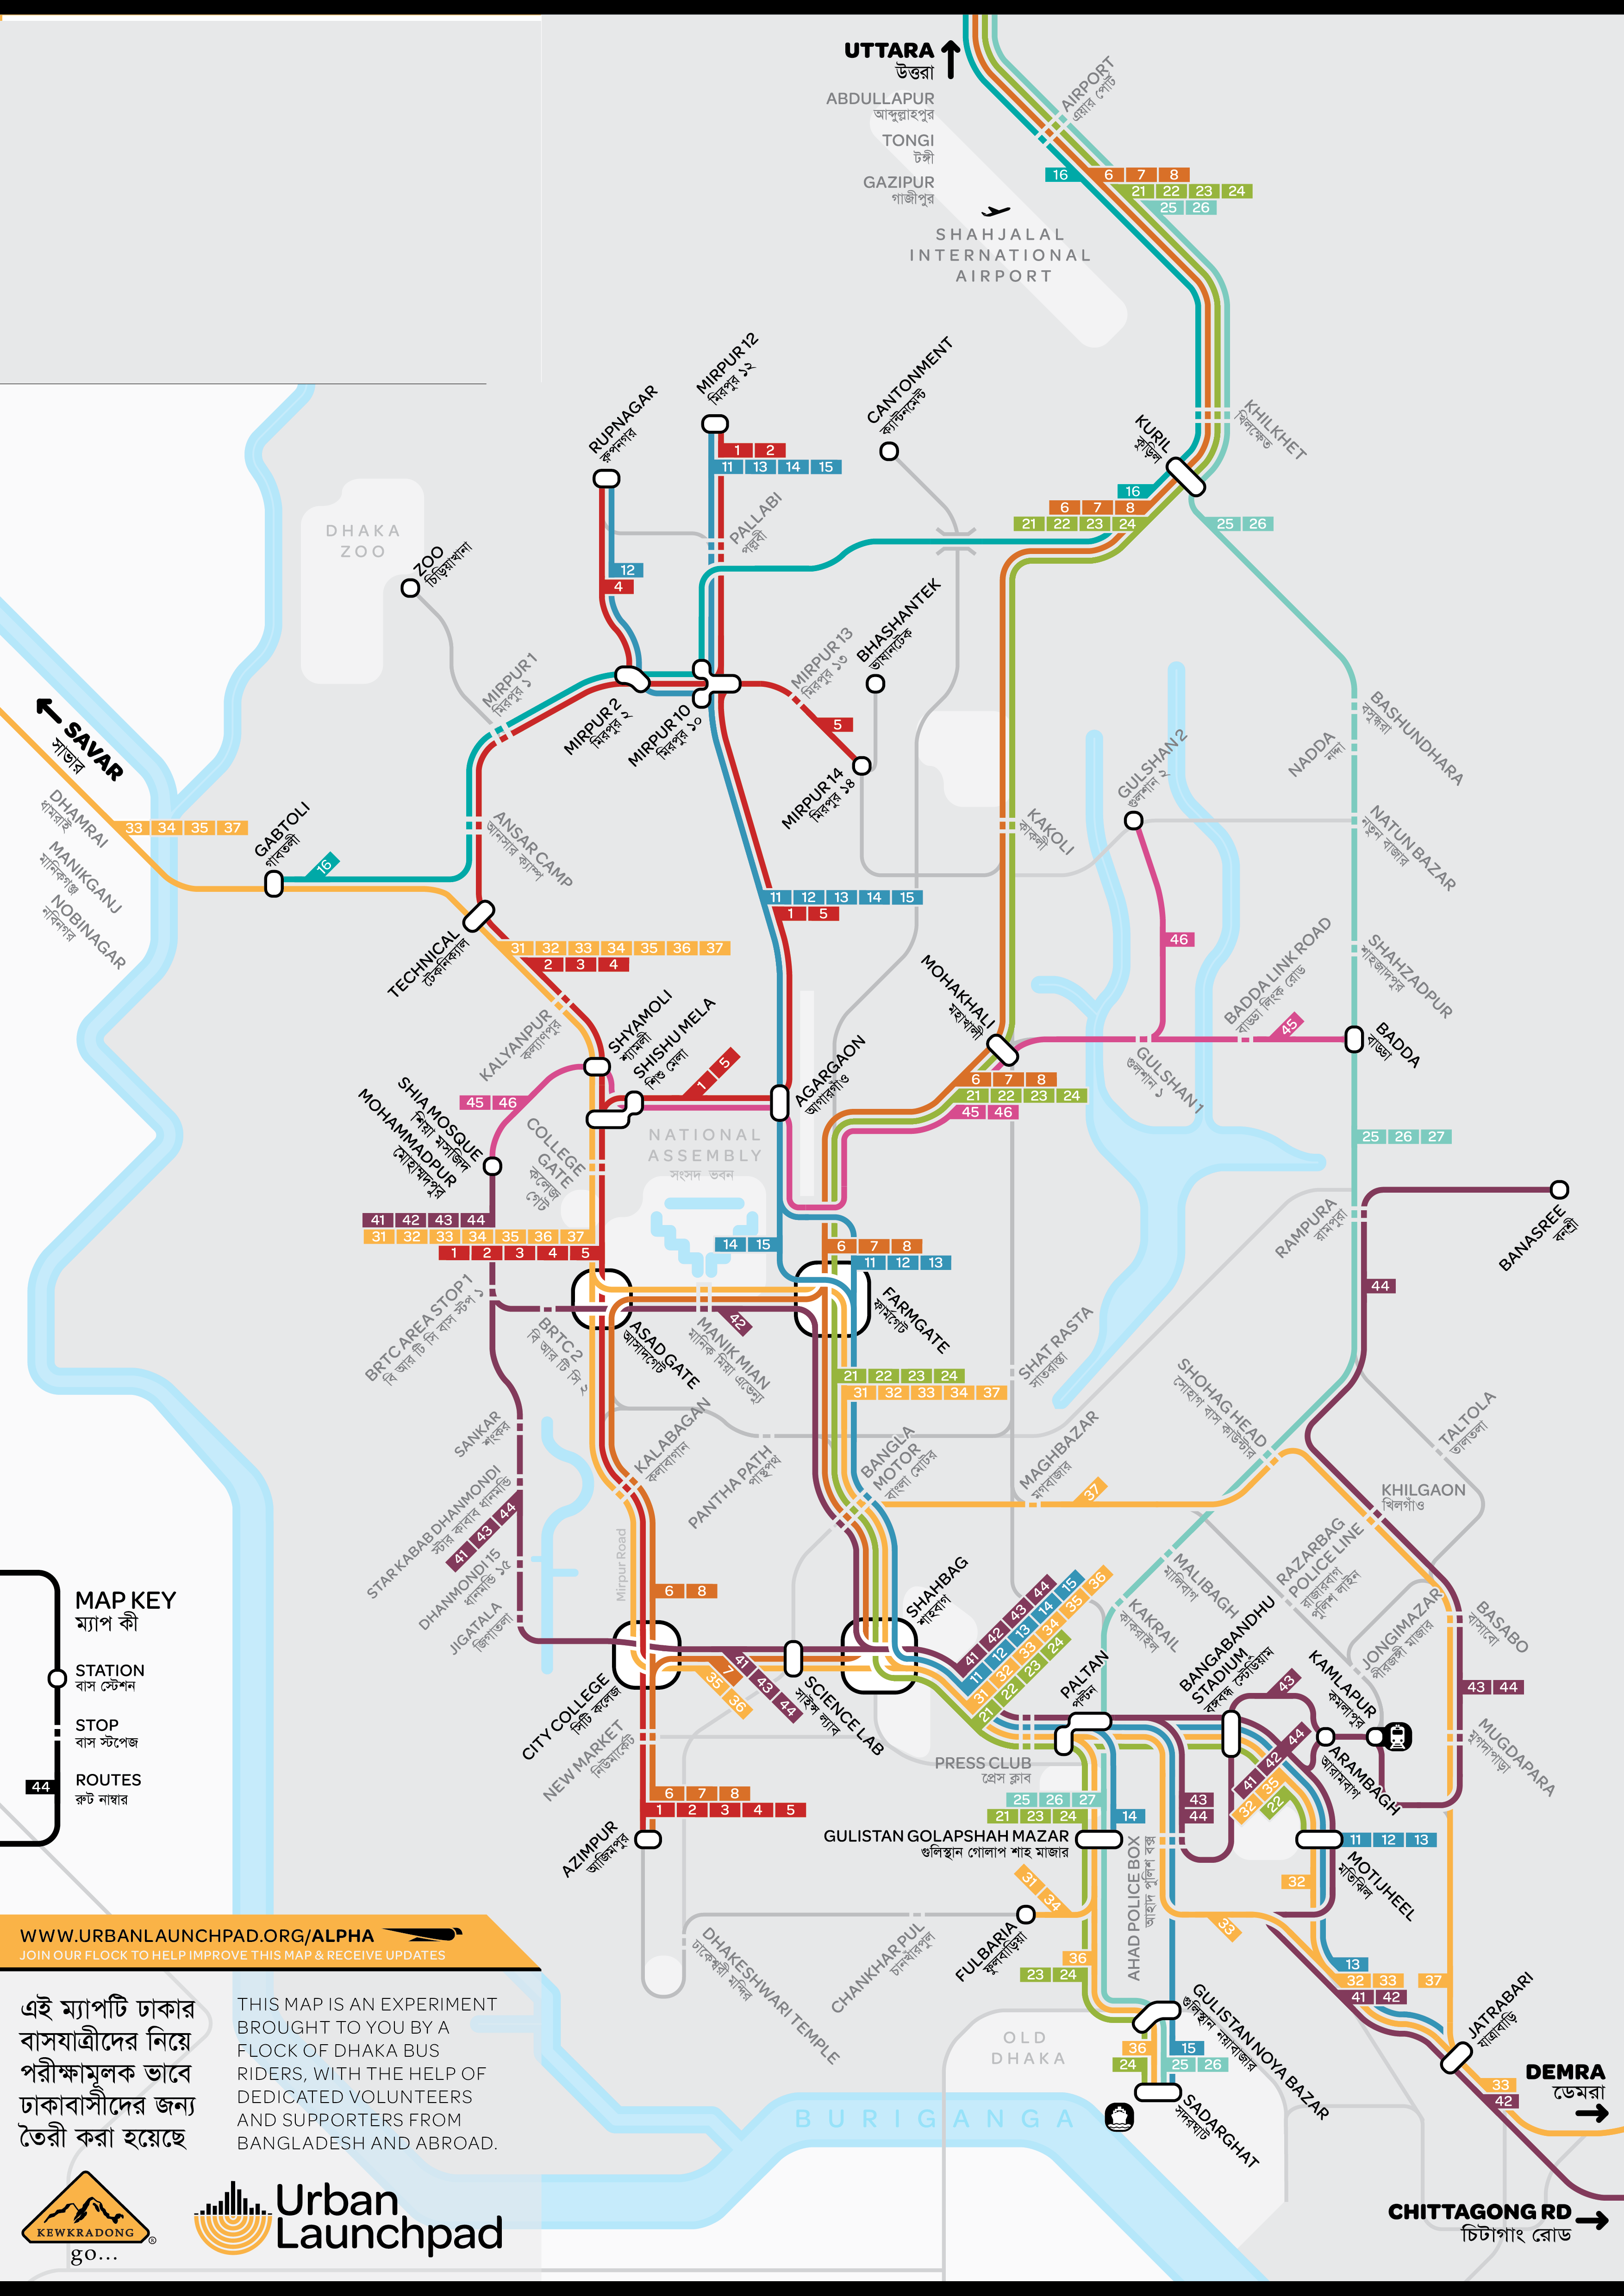 UTTARA
উত্তরা
ABDULLAPUR
আব্দুল্লাহপুর
TONGI
টঙ্গী
GAZIPUR
গাজীপুর
AIRPORT
এয়ার পোর্ট
16 6 7 8
21 22 23 24
25 26
SHAHJALAL
INTERNATIONAL
AIRPORT
MIRPUR 12
মিরপুর ১২
RUPNAGAR
রুপনগর
CANTONMENT
ক্যান্টনমেন্ট
KHILKHET
খিলক্ষেত
KURIL
কুড়িল
1 2
11 13 14 15
16
6 7 8
21 22 23 24
25 26
PALLABI
পল্লবী
DHAKA
ZOO
ZOO
চিড়িয়াখানা
12
4
MIRPUR 1
মিরপুর ১
MIRPUR 2
মিরপুর ২
MIRPUR 10
মিরপুর ১০
MIRPUR 13
মিরপুর ১৩
BHASHANTEK
ভাষানটেক
5
MIRPUR 14
মিরপুর ১৪
SAVAR
সাভার
DHAMRAI
ধামরাই
MANIKGANJ
মানিকগঞ্জ
NOBINAGAR
নবিনগর
33 34 35 37
GABTOLI
গাবতলী
16
ANSAR CAMP
আনসার ক্যাম্প
KAKOLI
কাকলী
GULSHAN 2
গুলশান ২
NADDA
নদ্দা
BASHUNDHARA
বসুন্ধরা
NATUN BAZAR
নতুন বাজার
11 12 13 14 15
1 5
TECHNICAL
টেকনিক্যাল
31 32 33 34 35 36 37
2 3 4
46
BADDA LINK ROAD
বাড্ডা লিংক রোড
SHAHZADPUR
শাহজাদপুর
MOHAKHALI
মহাখালী
45
BADDA
বাড্ডা
GULSHAN 1
গুলশান ১
KALYANPUR
কল্যাণপুর
SHYAMOLI
শ্যামলী
SHISHU MELA
শিশু মেলা
1 5
AGARGAON
আগারগাঁও
6 7 8
21 22 23 24
45 46
45 46
SHIA MOSQUE
শিয়া মসজিদ
MOHAMMADPUR
মোহাম্মদপুর
COLLEGE
GATE
কলেজ
গেট
NATIONAL
ASSEMBLY
সংসদ ভবন
25 26 27
41 42 43 44
31 32 33 34 35 36 37
1 2 3 4 5
14 15
6 7 8
11 12 13
RAMPURA
রামপুরা
BANASREE
বনশ্রী
44
BRTC AREA STOP 1
বি আর টি সি বাস স্টপ ১
BRTC 2
বি আর টি সি ২
ASAD GATE
আসাদগেট
MANIK MIAN
মানিক মিয়া এভেন্যু
42
FARMGATE
ফার্মগেট
21 22 23 24
31 32 33 34 37
SHAT RASTA
সাতরাস্তা
SHOHAG HEAD
সোহাগ বাস কাউন্টার
TALTOLA
তালতলা
SANKAR
শংকর
KALABAGAN
কলাবাগান
PANTHA PATH
পান্থপথ
BANGLA
MOTOR
বাংলা মোটর
MAGHBAZAR
মগবাজার
37
KHILGAON
খিলগাঁও
STAR KABAB DHANMONDI
স্টার কাবাব ধানমন্ডি
41 43 44
DHANMONDI 15
ধানমন্ডি ১৫
JIGATALA
জিগাতলা
Mirpur Road
6 8
SHAHBAG
শাহবাগ
41 42 43 44
11 12 13 14 15
31 32 33 34 35 36
21 22 23 24
MALIBAGH
মালিবাগ
KAKRAIL
কাকরাইল
RAZARBAG
POLICE LINE
রাজারবাগ
পুলিশ লাইন
JONGIMAZAR
পীরজঙ্গী মাজার
BASABO
বাসাবো
CITY COLLEGE
সিটি কলেজ
7
35 36
41 43 44
SCIENCE LAB
সাইন্স ল্যাব
PALTAN
পল্টন
BANGABANDHU
STADIUM
বঙ্গবন্ধু স্টেডিয়াম
43
KAMLAPUR
কমলাপুর
43 44
MUGDAPARA
মুগদাপাড়া
ARAMBAGH
আরামবাগ
41 42 44
32 35
22
NEW MARKET
নিউমার্কেট
PRESS CLUB
প্রেস ক্লাব
6 7 8
1 2 3 4 5
25 26 27
21 23 24
14
43
44
AZIMPUR
আজিমপুর
GULISTAN GOLAPSHAH MAZAR
গুলিস্থান গোলাপ শাহ মাজার
11 12 13
MOTIJHEEL
মতিঝিল
AHAD POLICE BOX
আহাদ পুলিশ বক্স
31 34
32
33
FULBARIA
ফুলবাড়িয়া
CHANKHAR PUL
চানখারপুল
DHAKESHWARI TEMPLE
ঢাকেশ্বরী মন্দির
36
23 24
13
32 33 37
41 42
GULISTAN NOYA BAZAR
গুলিস্থান নয়াবাজার
JATRABARI
যাত্রাবাড়ি
OLD
DHAKA
36
24
15
25 26
SADARGHAT
সদরঘাট
33
42
DEMRA
ডেমরা
CHITTAGONG RD
চিটাগাং রোড
BURIGANGA
MAP KEY
ম্যাপ কী
STATION
বাস স্টেশন
STOP
বাস স্টপেজ
44
ROUTES
রুট নাম্বার
WWW.URBANLAUNCHPAD.ORG/ALPHA
JOIN OUR FLOCK TO HELP IMPROVE THIS MAP & RECEIVE UPDATES
এই ম্যাপটি ঢাকার
বাসযাত্রীদের নিয়ে
পরীক্ষামূলক ভাবে
ঢাকাবাসীদের জন্য
তৈরী করা হয়েছে
THIS MAP IS AN EXPERIMENT
BROUGHT TO YOU BY A
FLOCK OF DHAKA BUS
RIDERS, WITH THE HELP OF
DEDICATED VOLUNTEERS
AND SUPPORTERS FROM
BANGLADESH AND ABROAD.
KEWKRADONG
®
go...
Urban
Launchpad